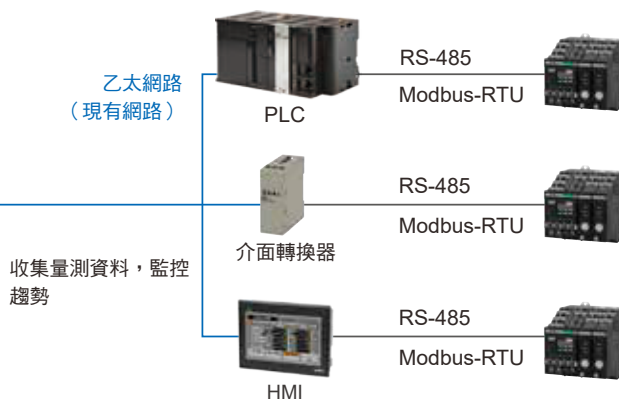 乙太網路
（現有網路）
PLC
RS-485
Modbus-RTU
介面轉換器
RS-485
Modbus-RTU
收集量測資料，監控
趨勢
HMI
RS-485
Modbus-RTU